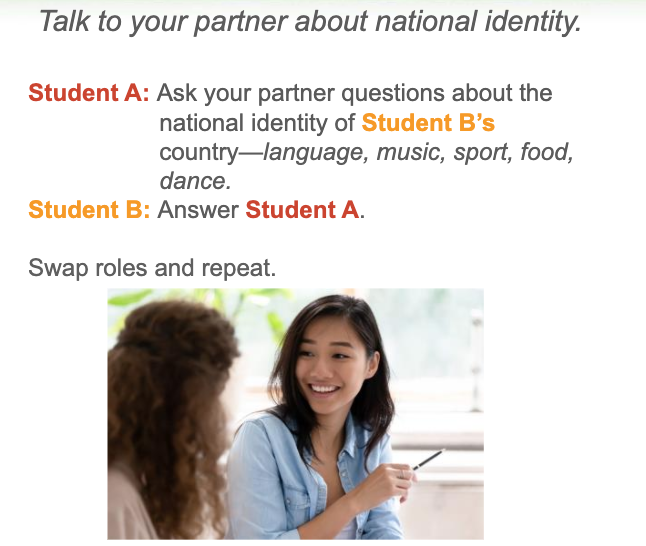 Talk to your partner about national identity.
Student A: Ask your partner questions about the
national identity of Student B’s
country—language, music, sport, food,
dance.
Student B: Answer Student A.
Swap roles and repeat.